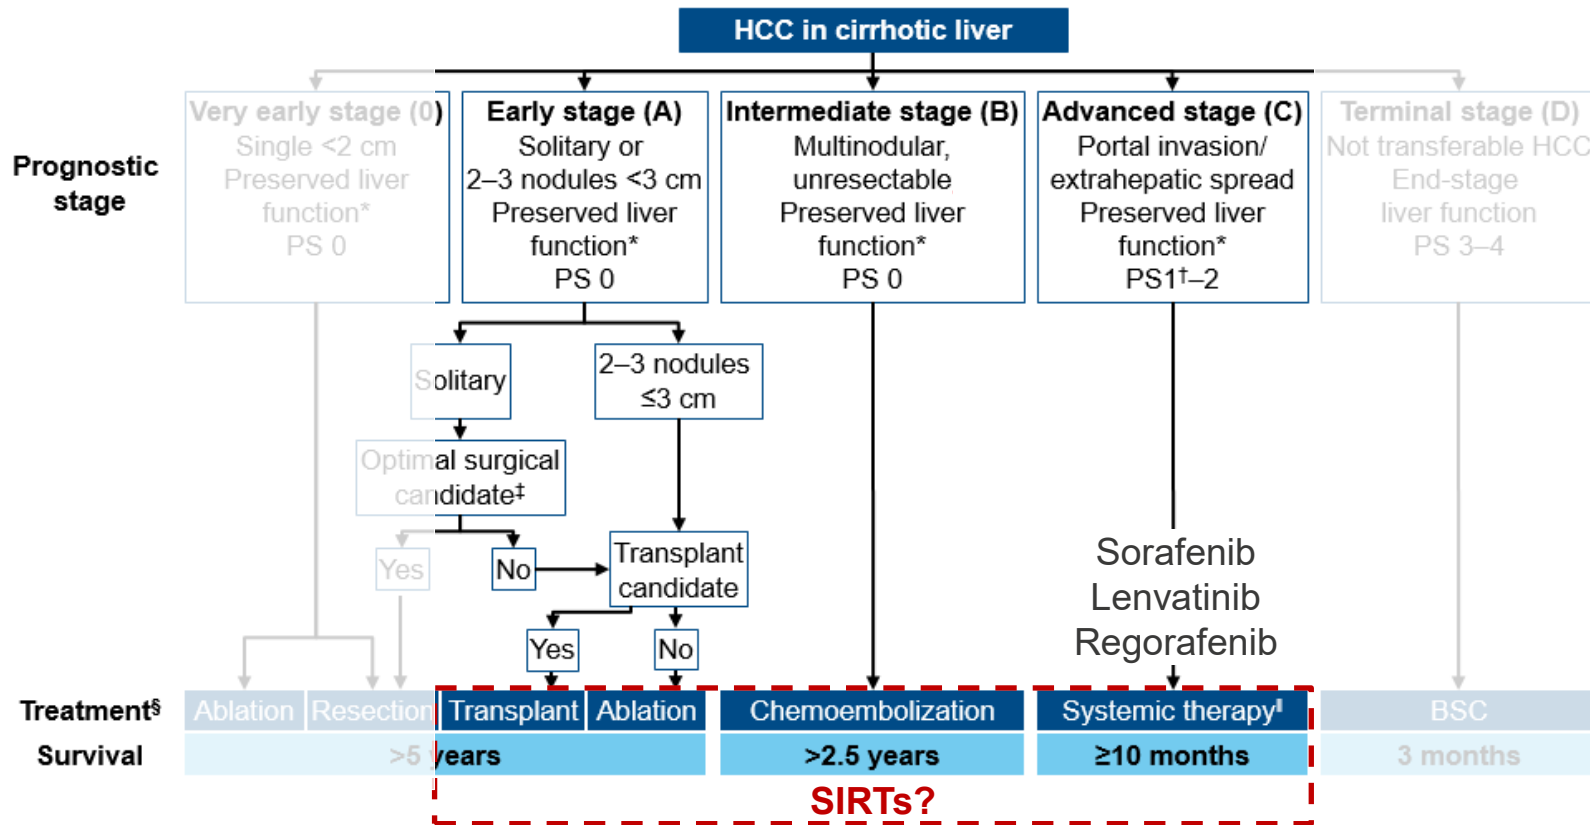 HCC in cirrhotic liver
Prognostic
stage
Very early stage (0)
Single <2 cm
Preserved liver
function*
PS 0
Early stage (A)
Solitary or
2–3 nodules <3 cm
Preserved liver
function*
PS 0
Intermediate stage (B)
Multinodular,
unresectable
Preserved liver
function*
PS 0
Advanced stage (C)
Portal invasion/
extrahepatic spread
Preserved liver
function*
PS1†–2
Terminal stage (D)
Not transferable HCC
End-stage
liver function
PS 3–4
Solitary
2–3 nodules
≤3 cm
Optimal surgical
candidate‡
Yes
No
Transplant
candidate
Yes
No
Sorafenib
Lenvatinib
Regorafenib
Treatment§
Ablation
Resection
Transplant
Ablation
Chemoembolization
Systemic therapy‖
BSC
Survival
>5 years
>2.5 years
≥10 months
3 months
SIRTs?